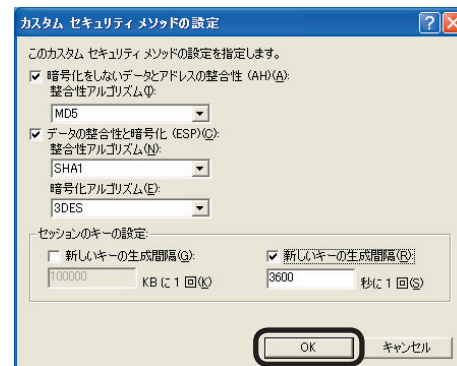 カスタム セキュリティ メソッドの設定
このカスタム セキュリティ メソッドの設定を指定します。
暗号化をしないデータとアドレスの整合性 (AH)(A):
整合性アルゴリズム(I):
MD5
データの整合性と暗号化 (ESP)(C):
整合性アルゴリズム(N):
SHA1
暗号化アルゴリズム(E):
3DES
セッションのキーの設定:
新しいキーの生成間隔(G):
100000 KB に 1 回(K)
新しいキーの生成間隔(R):
3600 秒に 1 回(S)
OK キャンセル